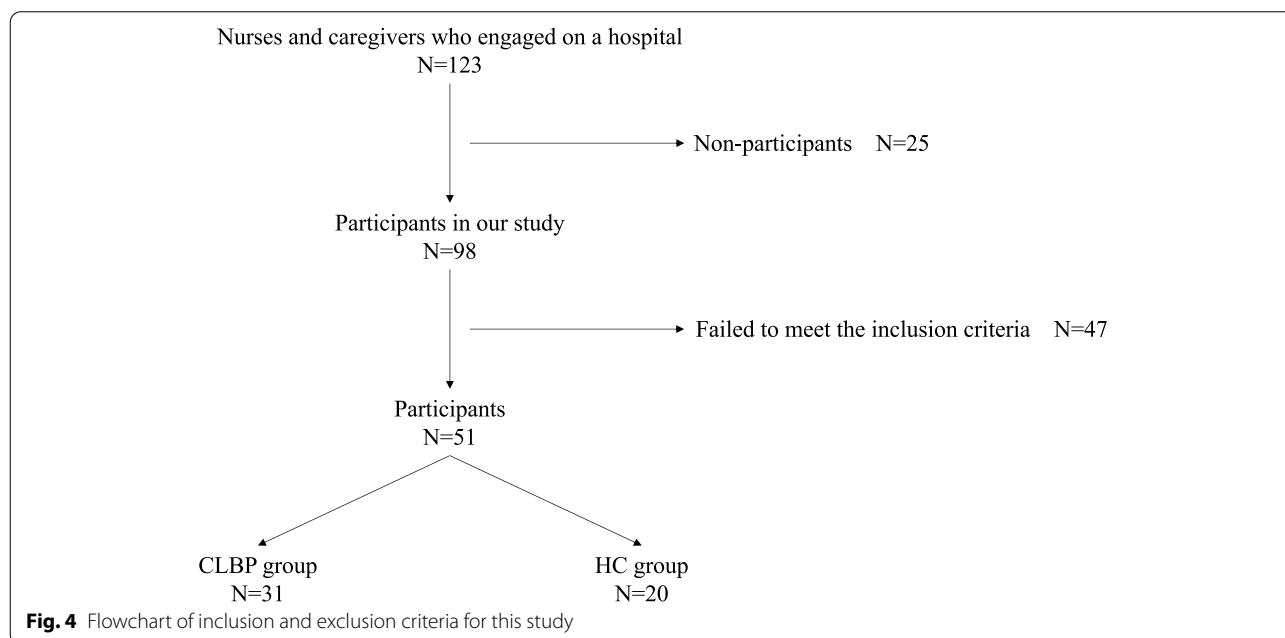 Nurses and caregivers who engaged on a hospital
N=123
Non-participants N=25
Participants in our study
N=98
Failed to meet the inclusion criteria N=47
Participants
N=51
CLBP group
N=31
HC group
N=20
Fig. 4 Flowchart of inclusion and exclusion criteria for this study